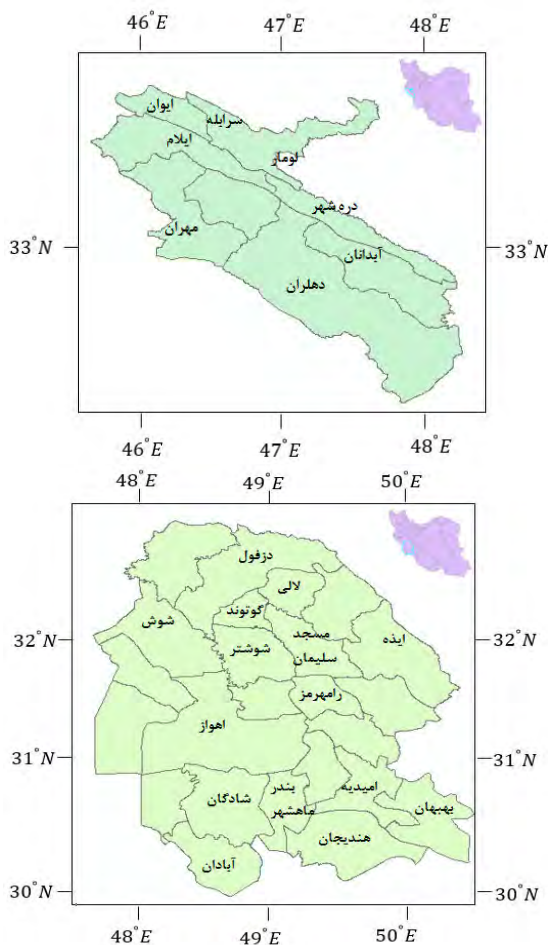 46°E 47°E 48°E
ایوان
سرابله
ایلام
لومار
دره شهر
مهران
33°N 33°N
آبدانان
دهلران
46°E 47°E 48°E
48°E 49°E 50°E
دزفول
لالی
گوتوند
شوش
مسجد
سلیمان
ایذه
32°N 32°N
شوشتر
رامهرمز
اهواز
31°N 31°N
امیدیه
بندر
ماهشهر
شادگان
بهبهان
هندیجان
آبادان
30°N 30°N
48°E 49°E 50°E